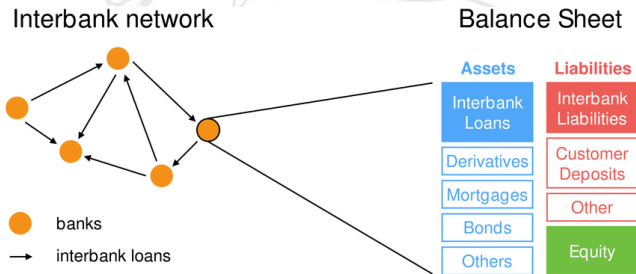 Interbank network
Balance Sheet
Assets
Liabilities
Interbank
Loans
Interbank
Liabilities
Derivatives
Customer
Deposits
Mortgages
Other
Bonds
Equity
Others
banks
interbank loans